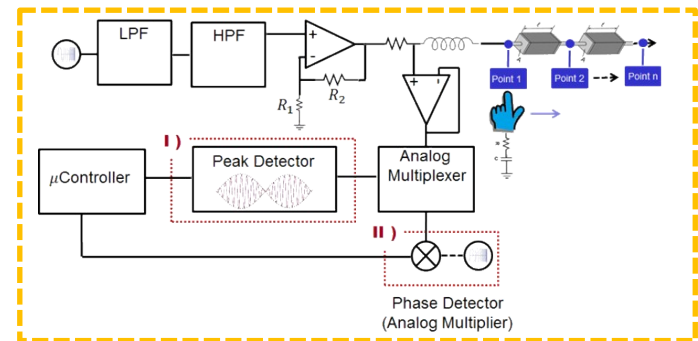 LPF
HPF
+
-
R1
R2
+
-
Point 1
Point 2
Point n
I )
μController
Peak Detector
Analog
Multiplexer
II )
Phase Detector
(Analog Multiplier)